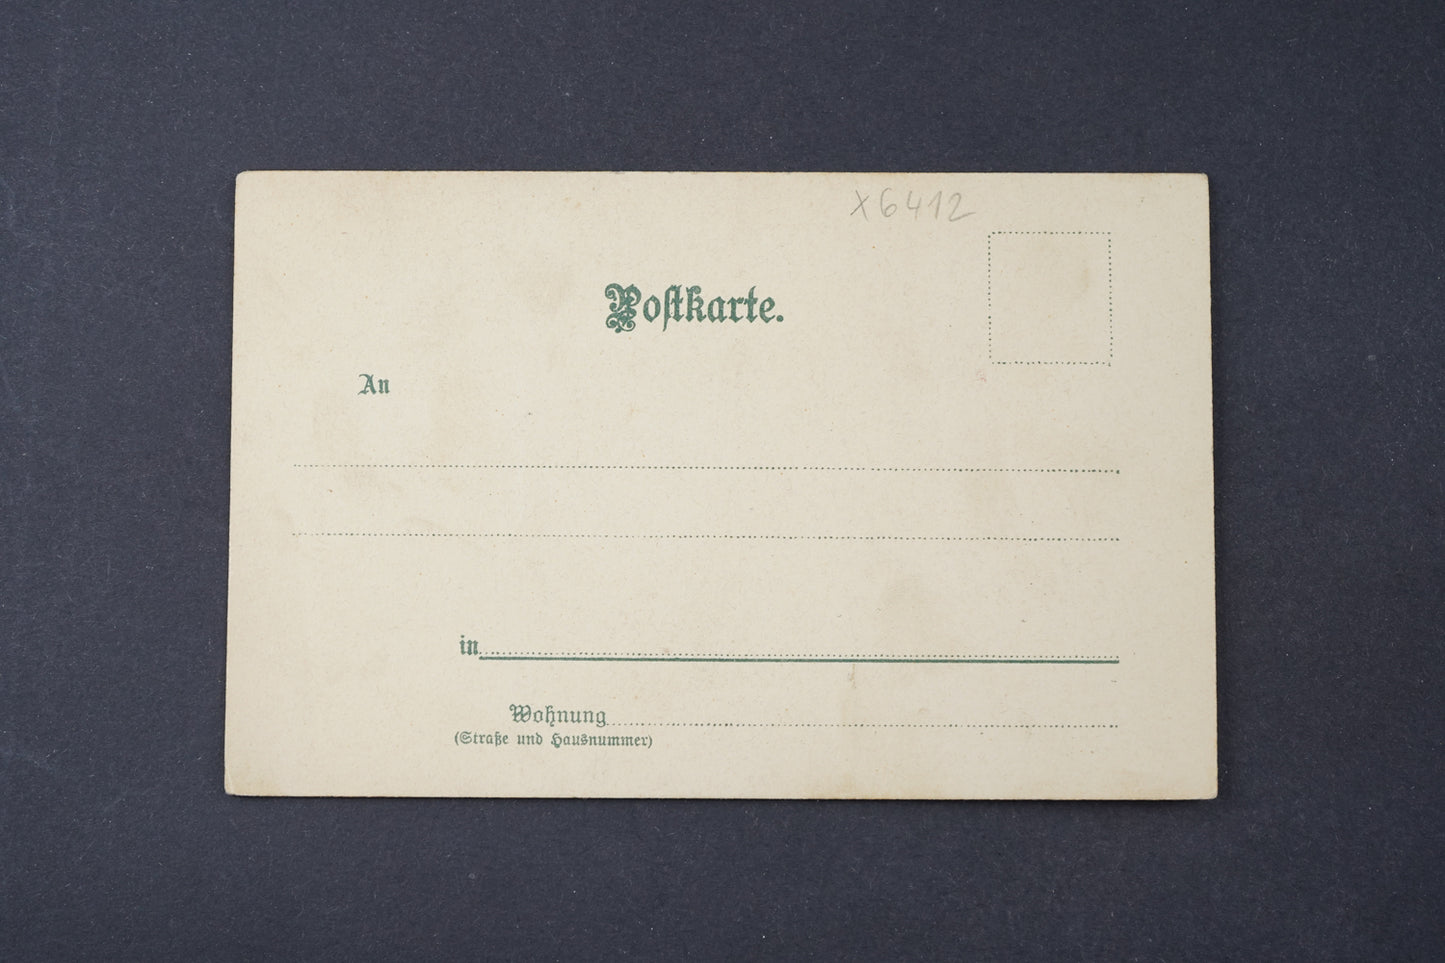 x6412
Postkarte.
An
in
Wohnung
(Straße und Hausnummer)